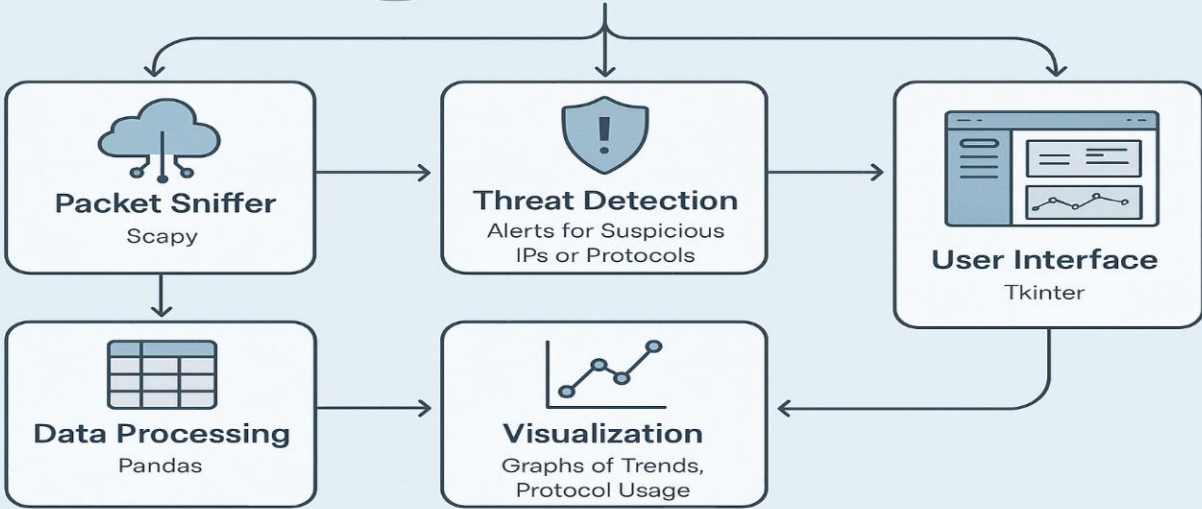 Packet Sniffer
Scapy
Threat Detection
Alerts for Suspicious
IPs or Protocols
User Interface
Tkinter
Data Processing
Pandas
Visualization
Graphs of Trends,
Protocol Usage